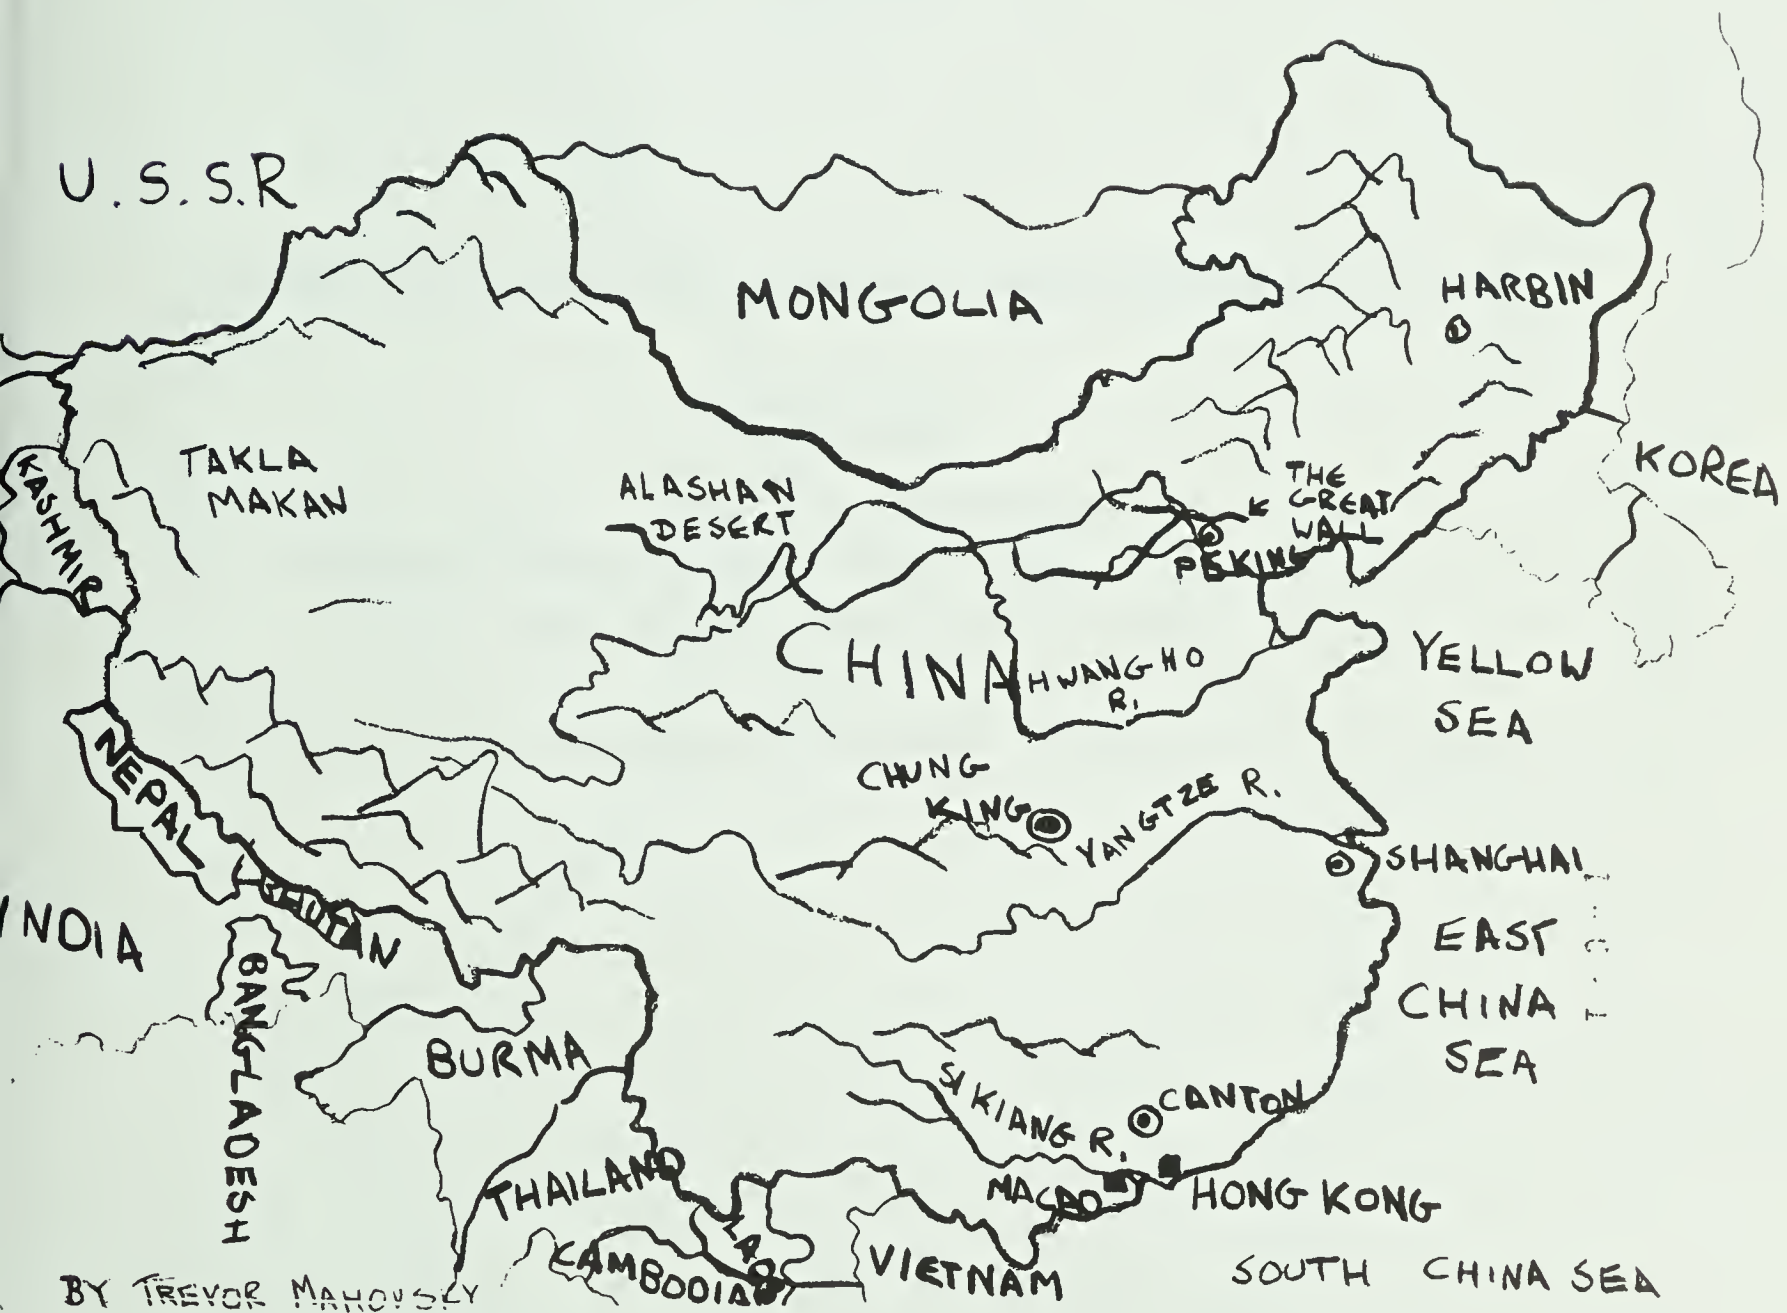 U.S.S.R
MONGOLIA
HARBIN
KOREA
TAKLA
MAKAN
KASHMIR
ALASHAN
DESERT
THE
GREAT
WALL
PEKING
CHINA
HWANG HO
R.
YELLOW
SEA
NEPAL
CHUNG
KING
YANGTZE R.
SHANGHAI
INDIA
BHUTAN
BANGLADESH
EAST
CHINA
SEA
BURMA
SI KIANG R.
CANTON
THAILAND
MACAO
HONG KONG
CAMBODIA
VIETNAM
SOUTH CHINA SEA
BY TREVOR